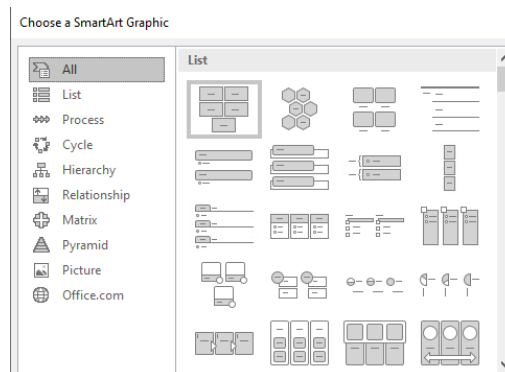 Choose a SmartArt Graphic
All
List
Process
Cycle
Hierarchy
Relationship
Matrix
Pyramid
Picture
Office.com
List